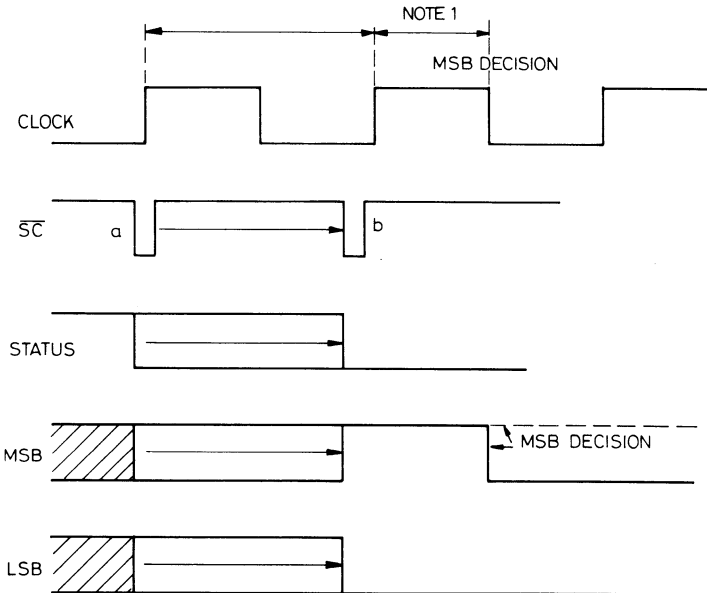 NOTE 1
MSB DECISION
CLOCK
SC
a
b
STATUS
MSB
MSB DECISION
LSB